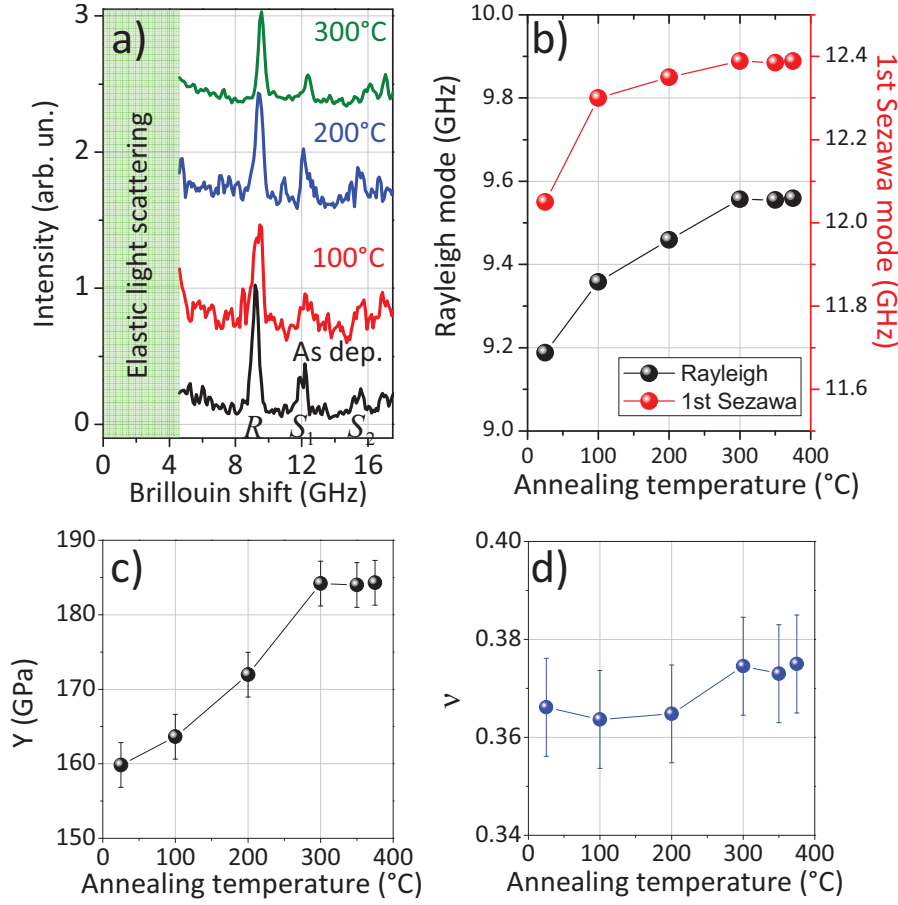 a)
300°C
200°C
100°C
As dep.
Elastic light scattering
R
S1
S2
3
2
1
0
Intensity (arb. un.)
0 4 8 12 16
Brillouin shift (GHz)
b)
10.0
9.8
9.6
9.4
9.2
9.0
Rayleigh mode (GHz)
12.4
12.2
12.0
11.8
11.6
1st Sezawa
mode (GHz)
Rayleigh
1st Sezawa
0 100 200 300 400
Annealing temperature (°C)
c)
190
180
170
160
150
Y (GPa)
0 100 200 300 400
Annealing temperature (°C)
d)
0.40
0.38
0.36
0.34
ν
0 100 200 300 400
Annealing temperature (°C)